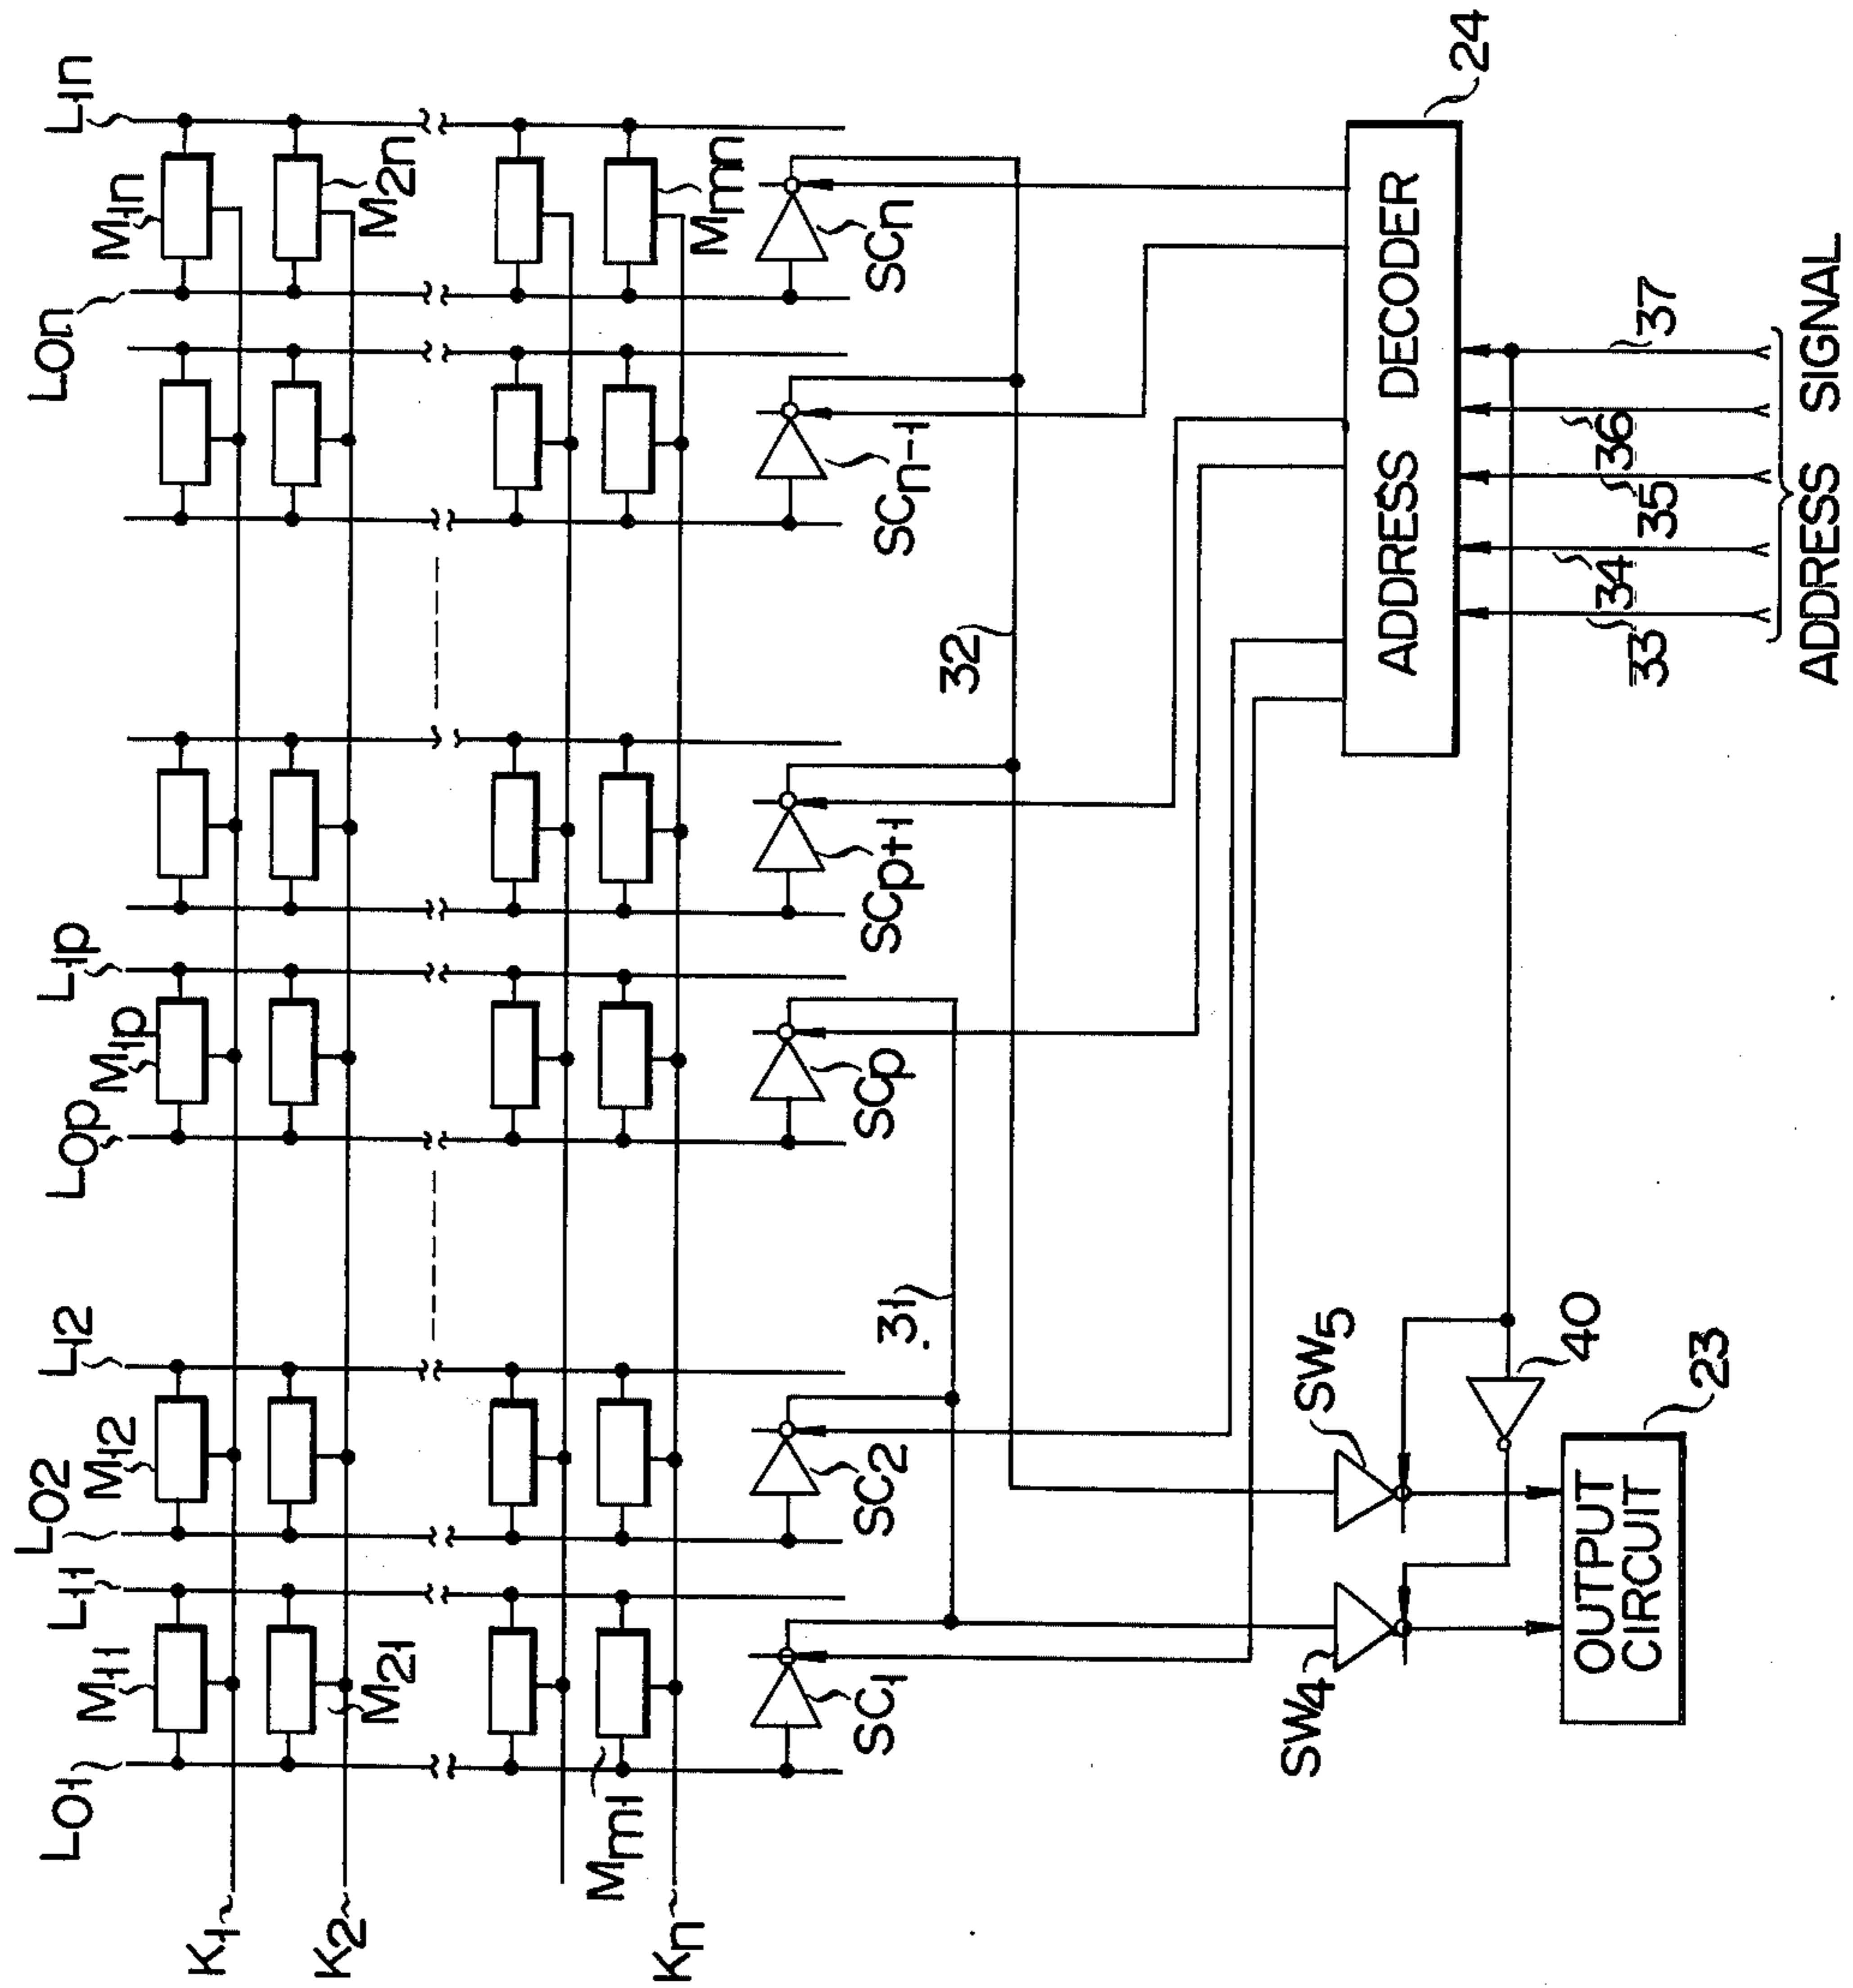 L01
L11
L02
L12
L0p
L1p
L0n
L1n
M11
M12
M1p
M1n
K1
M21
M2n
K2
Mm1
Mmn
Kn
SC1
SC2
SCp
SCp+1
SCn-1
SCn
31
32
SW4
SW5
40
OUTPUT
CIRCUIT
23
ADDRESS DECODER
24
33
34
35
36
37
ADDRESS SIGNAL